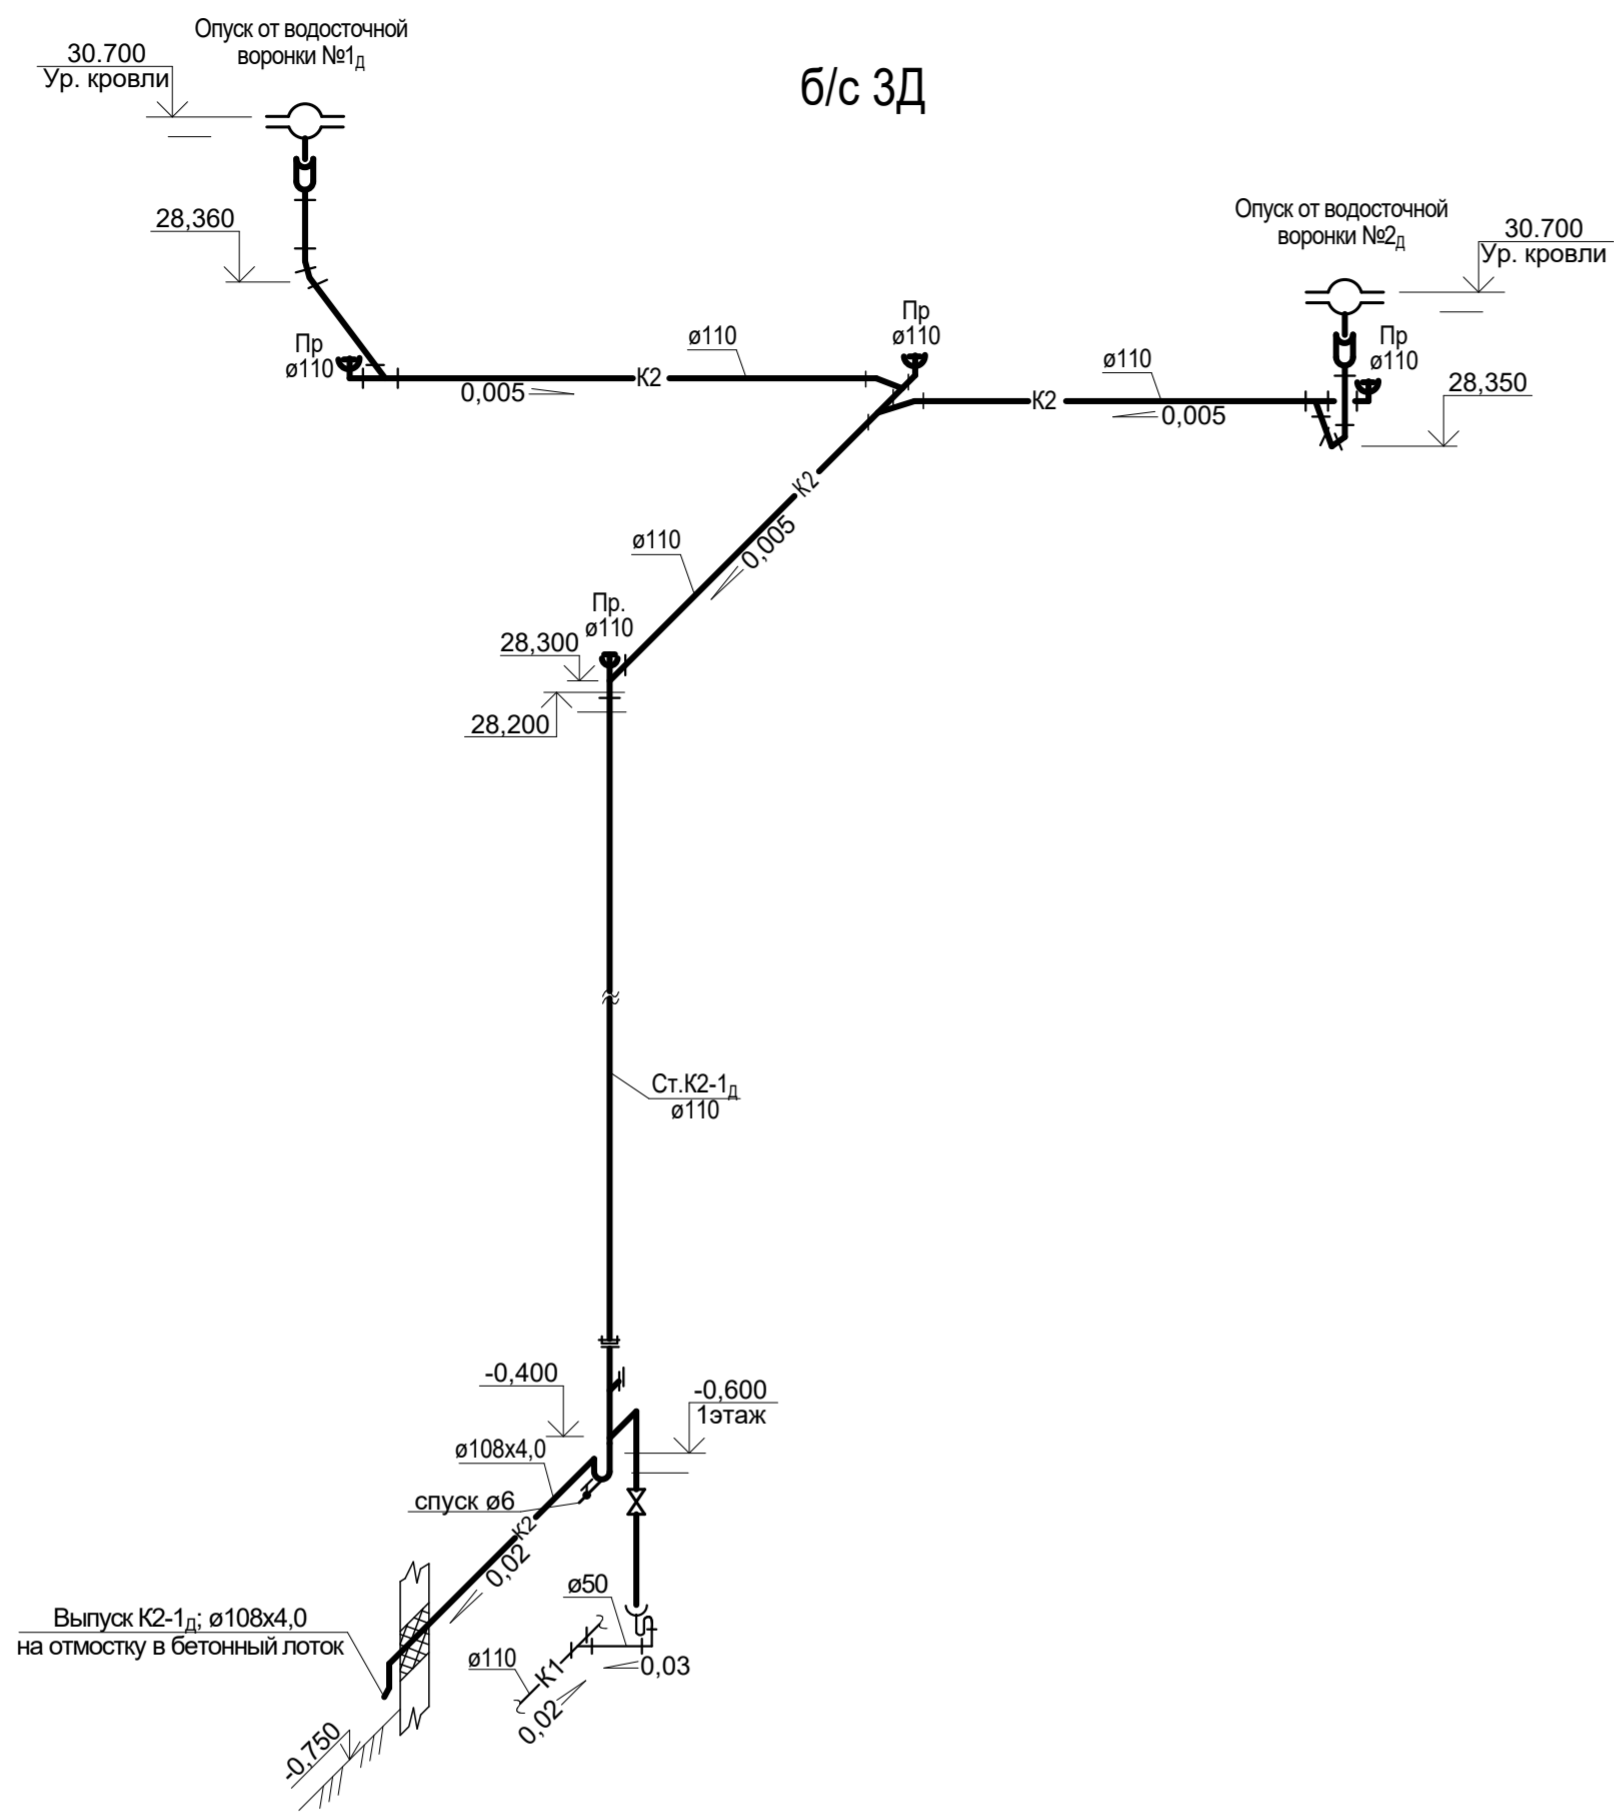 Опуск от водосточной
воронки №1Д
30.700
Ур. кровли
б/с 3Д
28,360
Опуск от водосточной
воронки №2Д
30.700
Ур. кровли
Пр
ø110
ø110
К2
0,005
Пр
ø110
ø110
К2
0,005
Пр
ø110
28,350
К2
0,005
ø110
Пр.
ø110
28,300
28,200
Ст.К2-1Д
ø110
-0,400
-0,600
1этаж
ø108х4,0
спуск ø6
К2
0,02
ø50
Выпуск К2-1Д; ø108х4,0
на отмостку в бетонный лоток
ø110
К1
0,03
0,02
-0,750